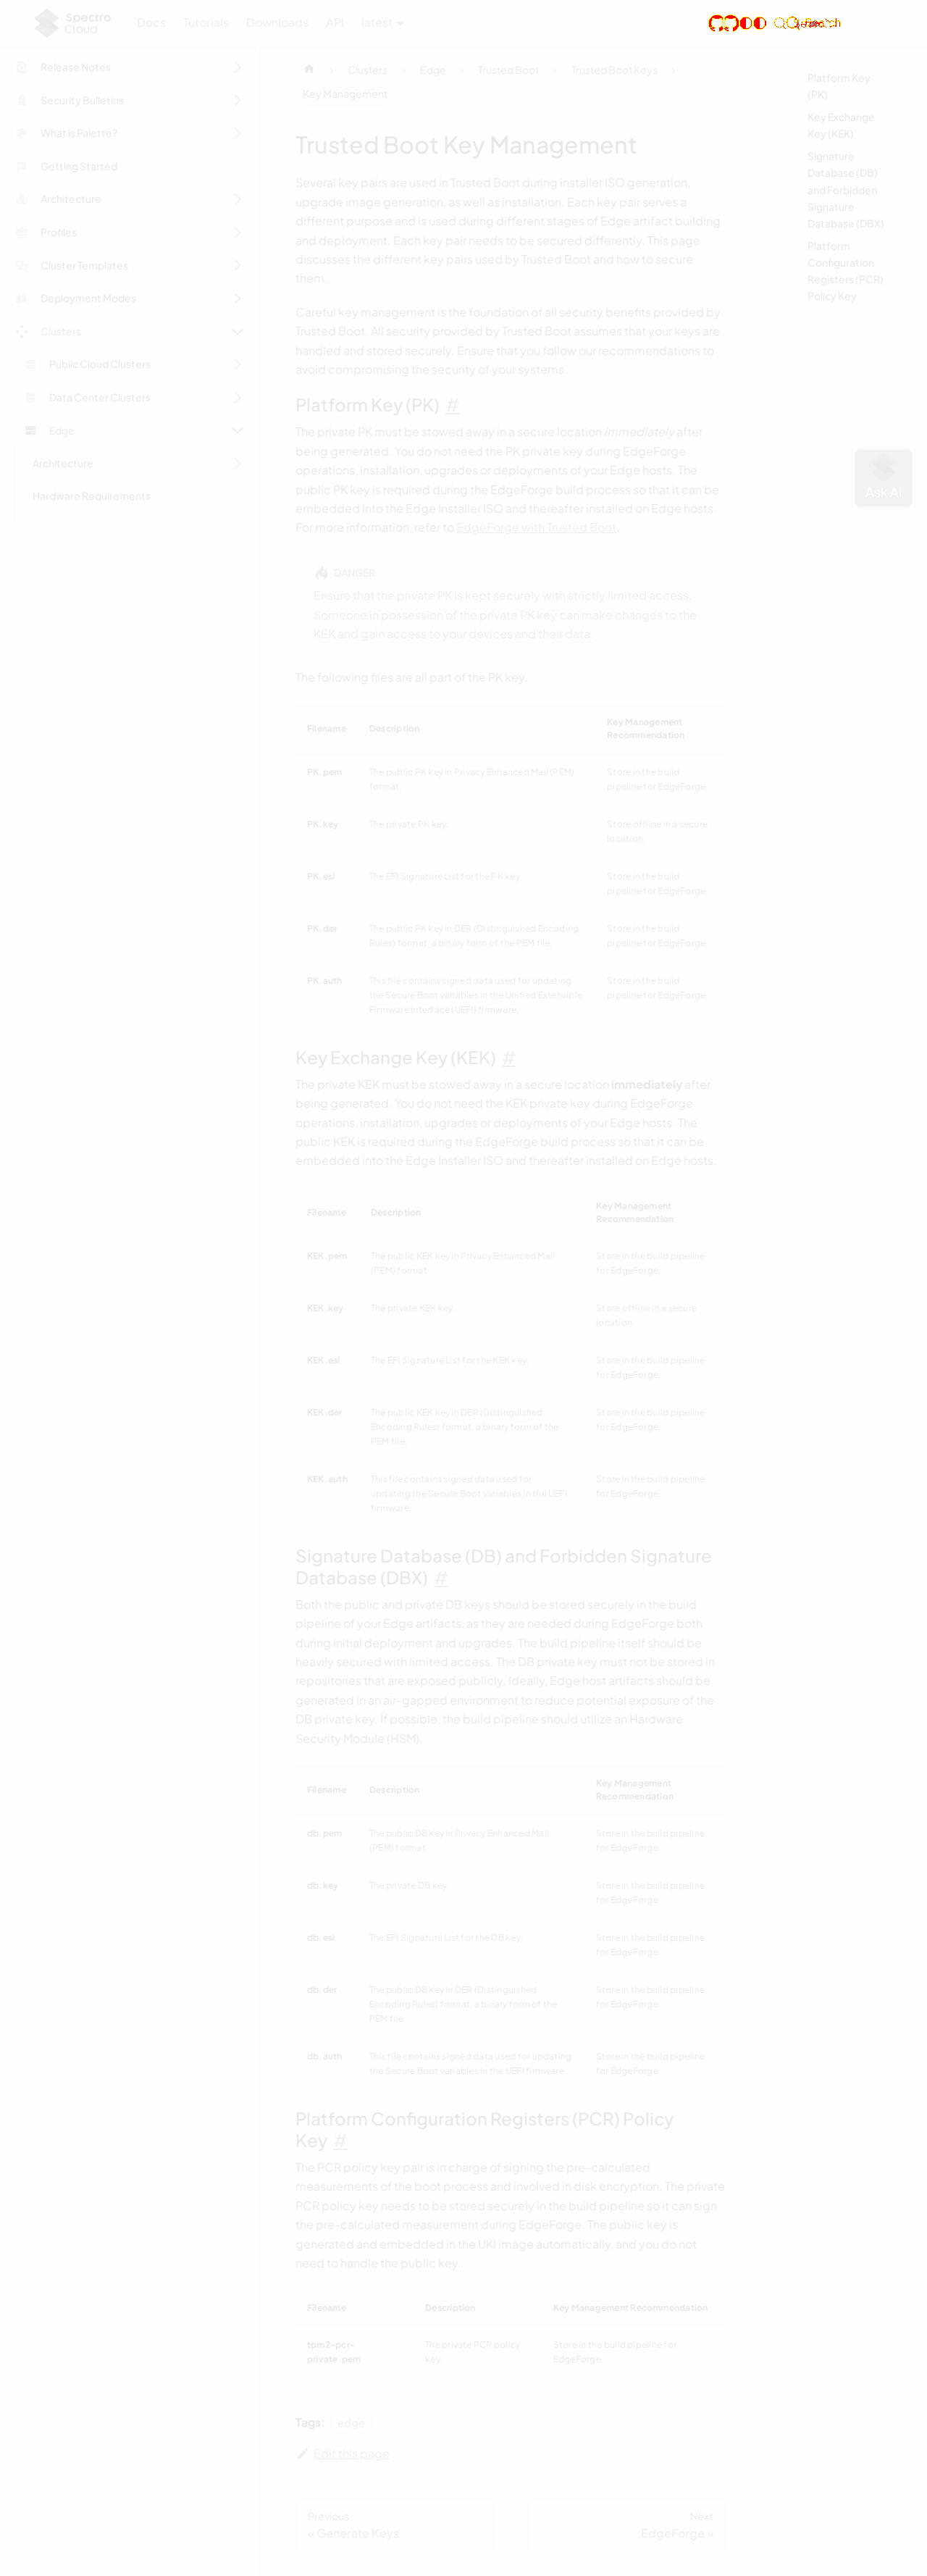 Spectro
Cloud
Docs Tutorials Downloads API latest
Search
Release Notes
Security Bulletins
What is Palette?
Getting Started
Architecture
Profiles
Cluster Templates
Deployment Modes
Clusters
Public Cloud Clusters
Data Center Clusters
Edge
Architecture
Hardware Requirements
Clusters Edge Trusted Boot Trusted Boot Keys
Key Management
Trusted Boot Key Management
Several key pairs are used in Trusted Boot during installer ISO generation,
upgrade image generation, as well as installation. Each key pair serves a
different purpose and is used during different stages of Edge artifact building
and deployment. Each key pair needs to be secured differently. This page
discusses the different key pairs used by Trusted Boot and how to secure
them.
Careful key management is the foundation of all security benefits provided by
Trusted Boot. All security provided by Trusted Boot assumes that your keys are
handled and stored securely. Ensure that you follow our recommendations to
avoid compromising the security of your systems.
Platform Key (PK) #
The private PK must be stowed away in a secure location immediately after
being generated. You do not need the PK private key during EdgeForge
operations, installation, upgrades or deployments of your Edge hosts. The
public PK key is required during the EdgeForge build process so that it can be
embedded into the Edge Installer ISO and thereafter installed on Edge hosts.
For more information, refer to EdgeForge with Trusted Boot.
DANGER
Ensure that the private PK is kept securely with strictly limited access.
Someone in possession of the private PK key can make changes to the
KEK and gain access to your devices and their data.
The following files are all part of the PK key.
Filename Description Key Management
Recommendation
PK.pem The public PK key in Privacy Enhanced Mail (PEM)
format. Store in the build
pipeline for EdgeForge.
PK.key The private PK key. Store offline in a secure
location.
PK.esl The EFI Signature List for the PK key. Store in the build
pipeline for EdgeForge.
PK.der The public PK key in DER (Distinguished Encoding
Rules) format, a binary form of the PEM file. Store in the build
pipeline for EdgeForge.
PK.auth This file contains signed data used for updating
the Secure Boot variables in the Unified Extensible
Firmware Interface (UEFI) firmware. Store in the build
pipeline for EdgeForge.
Key Exchange Key (KEK) #
The private KEK must be stowed away in a secure location immediately after
being generated. You do not need the KEK private key during EdgeForge
operations, installation, upgrades or deployments of your Edge hosts. The
public KEK is required during the EdgeForge build process so that it can be
embedded into the Edge Installer ISO and thereafter installed on Edge hosts.
Filename Description Key Management
Recommendation
KEK.pem The public KEK key in Privacy Enhanced Mail
(PEM) format. Store in the build pipeline
for EdgeForge.
KEK.key The private KEK key. Store offline in a secure
location.
KEK.esl The EFI Signature List for the KEK key. Store in the build pipeline
for EdgeForge.
KEK.der The public KEK key in DER (Distinguished
Encoding Rules) format, a binary form of the
PEM file. Store in the build pipeline
for EdgeForge.
KEK.auth This file contains signed data used for
updating the Secure Boot variables in the UEFI
firmware. Store in the build pipeline
for EdgeForge.
Signature Database (DB) and Forbidden Signature
Database (DBX) #
Both the public and private DB keys should be stored securely in the build
pipeline of your Edge artifacts, as they are needed during EdgeForge both
during initial deployment and upgrades. The build pipeline itself should be
heavily secured with limited access. The DB private key must not be stored in
repositories that are exposed publicly. Ideally, Edge host artifacts should be
generated in an air-gapped environment to reduce potential exposure of the
DB private key. If possible, the build pipeline should utilize an Hardware
Security Module (HSM).
Filename Description Key Management
Recommendation
db.pem The public DB key in Privacy Enhanced Mail
(PEM) format. Store in the build pipeline
for EdgeForge.
db.key The private DB key. Store in the build pipeline
for EdgeForge.
db.esl The EFI Signature List for the DB key. Store in the build pipeline
for EdgeForge.
db.der The public DB key in DER (Distinguished
Encoding Rules) format, a binary form of the
PEM file. Store in the build pipeline
for EdgeForge.
db.auth This file contains signed data used for updating
the Secure Boot variables in the UEFI firmware. Store in the build pipeline
for EdgeForge.
Platform Configuration Registers (PCR) Policy
Key #
The PCR policy key pair is in charge of signing the pre-calculated
measurements of the boot process and involved in disk encryption. The private
PCR policy key needs to be stored securely in the build pipeline so it can sign
the pre-calculated measurement during EdgeForge. The public key is
generated and embedded in the UKI image automatically, and you do not
need to handle the public key.
Filename Description Key Management Recommendation
tpm2-pcr-
private.pem The private PCR policy
key. Store in the build pipeline for
EdgeForge.
Tags: edge
Edit this page
Previous
« Generate Keys
Next
EdgeForge »
Platform Key
(PK)
Key Exchange
Key (KEK)
Signature
Database (DB)
and Forbidden
Signature
Database (DBX)
Platform
Configuration
Registers (PCR)
Policy Key
Ask AI